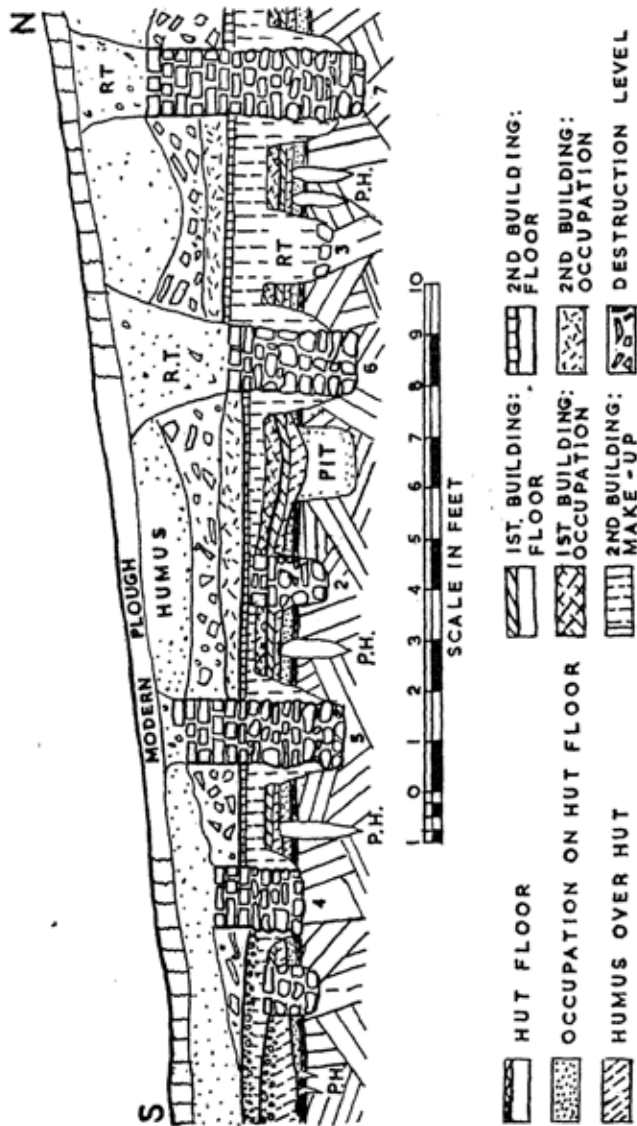 S
N
MODERN PLOUGH
HUMUS
R.T.
RT
RT
PIT
P.H.
4
P.H.
5
P.H.
2
6
3
P.H.
7
1 0 1 2 3 4 5 6 7 8 9 10
SCALE IN FEET
HUT FLOOR
OCCUPATION ON HUT FLOOR
HUMUS OVER HUT
1ST. BUILDING:
FLOOR
1ST. BUILDING:
OCCUPATION
2ND BUILDING:
MAKE-UP
2ND BUILDING:
FLOOR
2ND BUILDING:
OCCUPATION
DESTRUCTION LEVEL